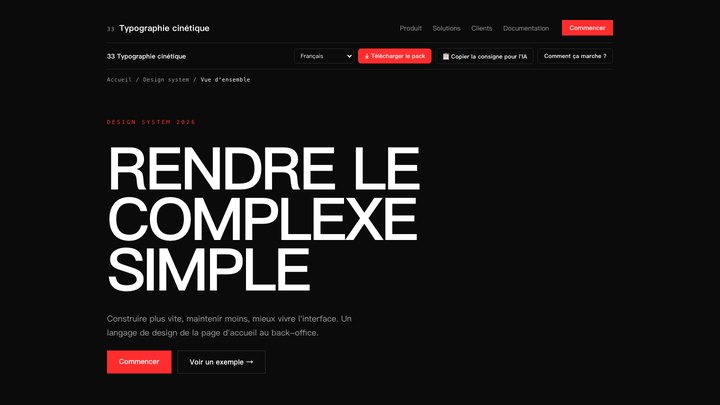 33 Typographie cinétique
Produit Solutions Clients Documentation Commencer
33 Typographie cinétique
Français Télécharger le pack Copier la consigne pour l'IA Comment ça marche ?
Accueil / Design system / Vue d'ensemble
DESIGN SYSTEM 2026
RENDRE LE
COMPLEXE
SIMPLE
Construire plus vite, maintenir moins, mieux vivre l'interface. Un
langage de design de la page d'accueil au back-office.
Commencer Voir un exemple →